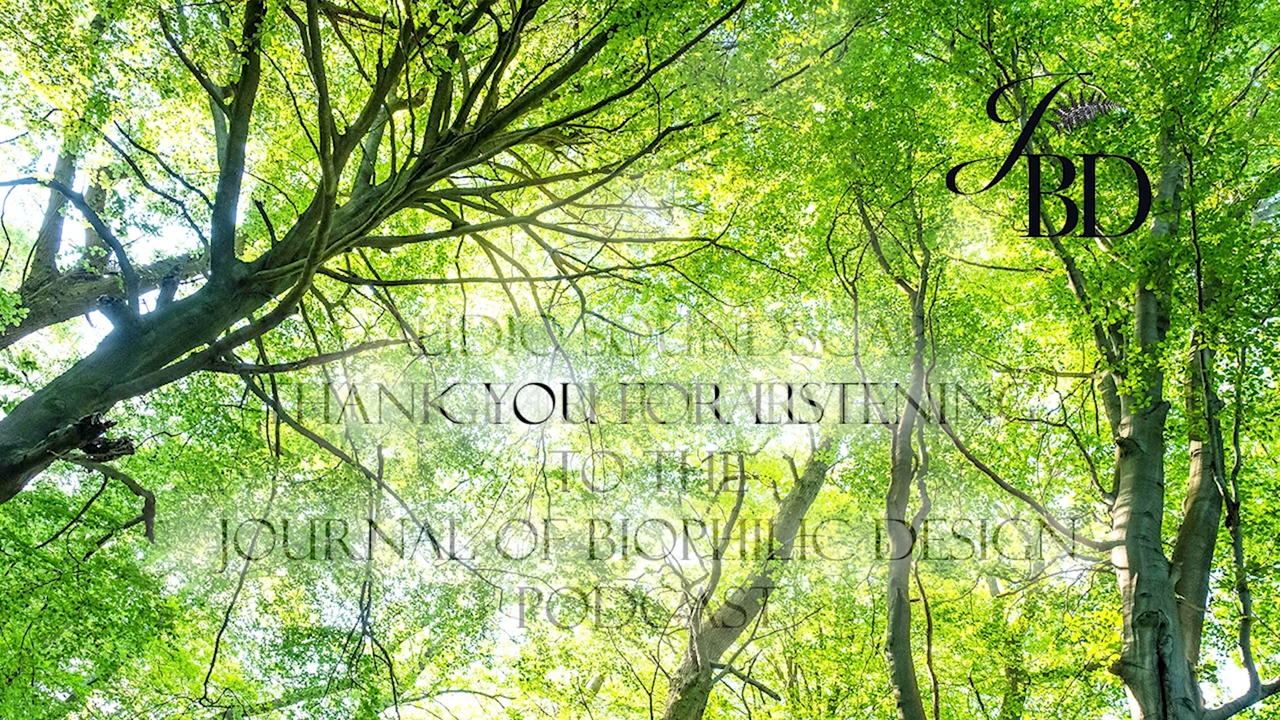 JBD
THANK YOU FOR LISTENING
TO THE
JOURNAL OF BIOPHILIC DESIGN
PODCAST